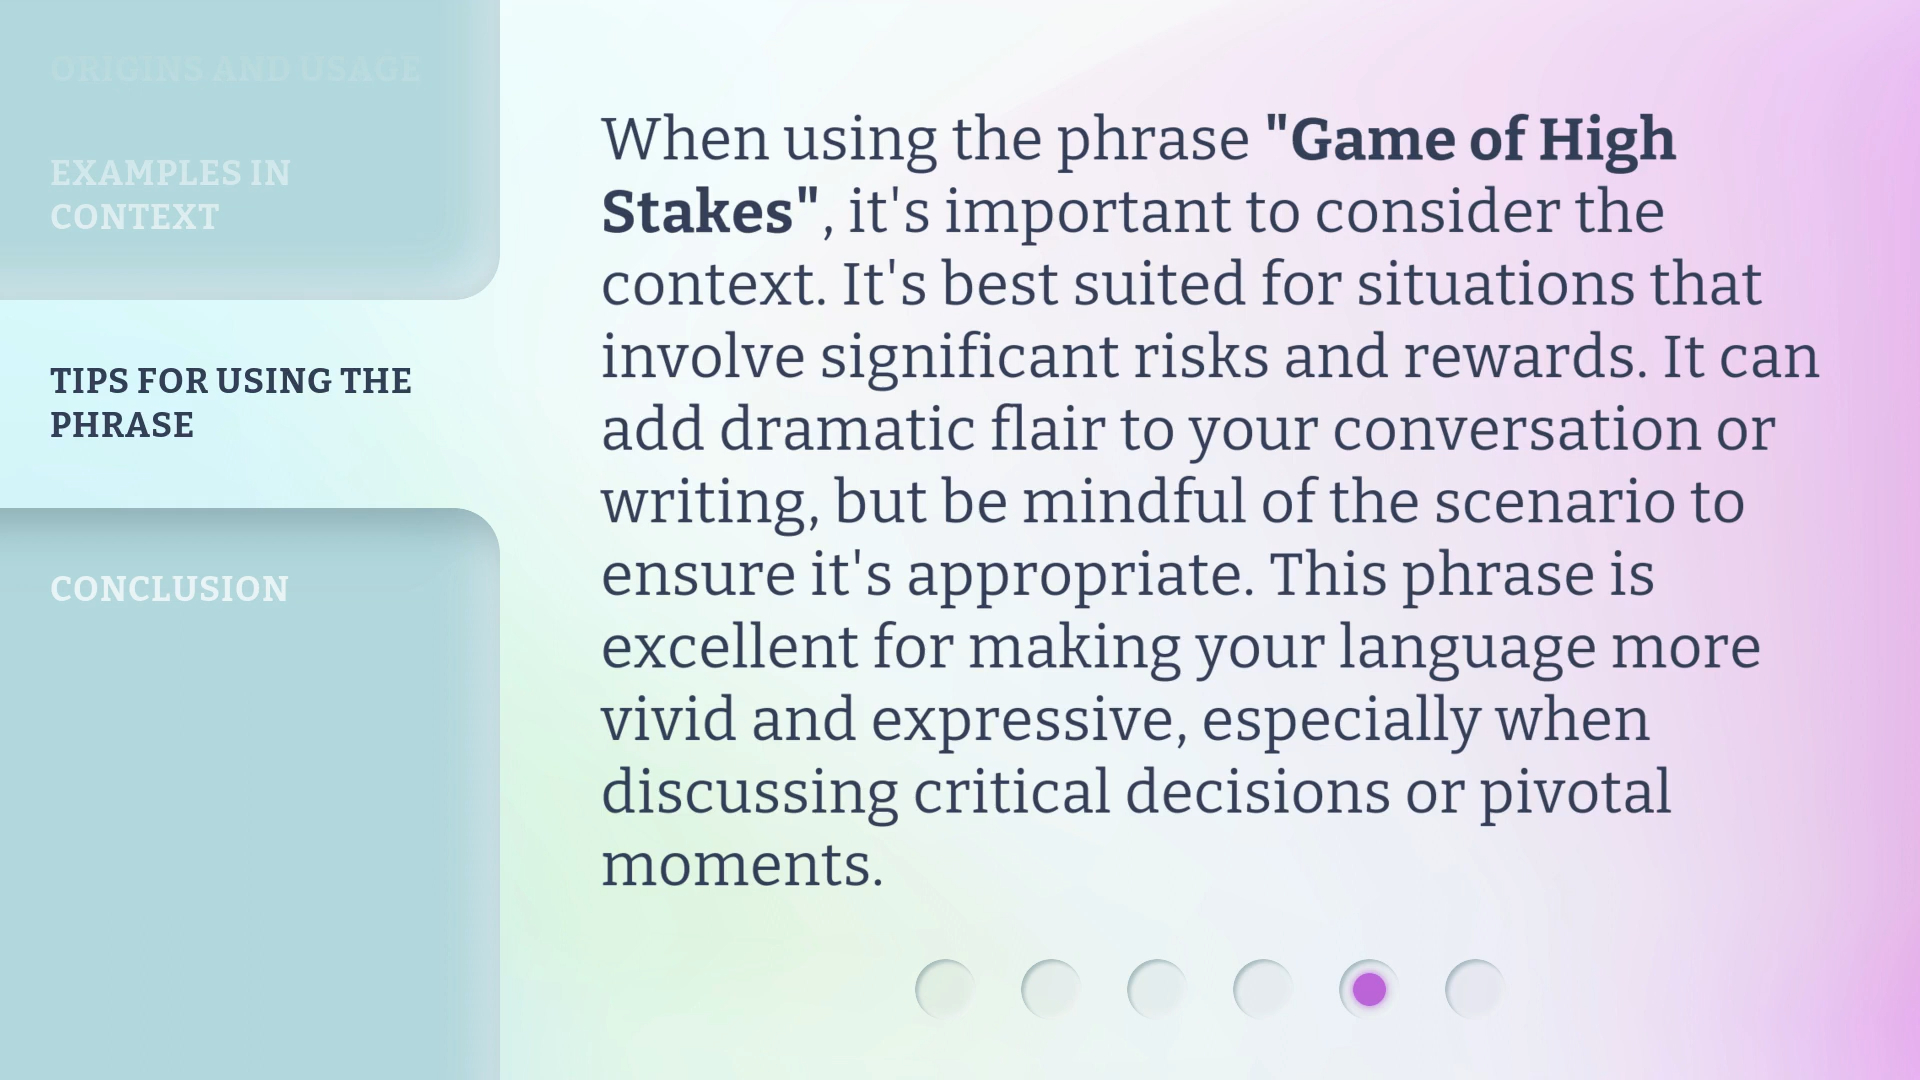 ORIGINS AND USAGE
EXAMPLES IN
CONTEXT
TIPS FOR USING THE
PHRASE
CONCLUSION
When using the phrase "Game of High
Stakes", it's important to consider the
context. It's best suited for situations that
involve significant risks and rewards. It can
add dramatic flair to your conversation or
writing, but be mindful of the scenario to
ensure it's appropriate. This phrase is
excellent for making your language more
vivid and expressive, especially when
discussing critical decisions or pivotal
moments.